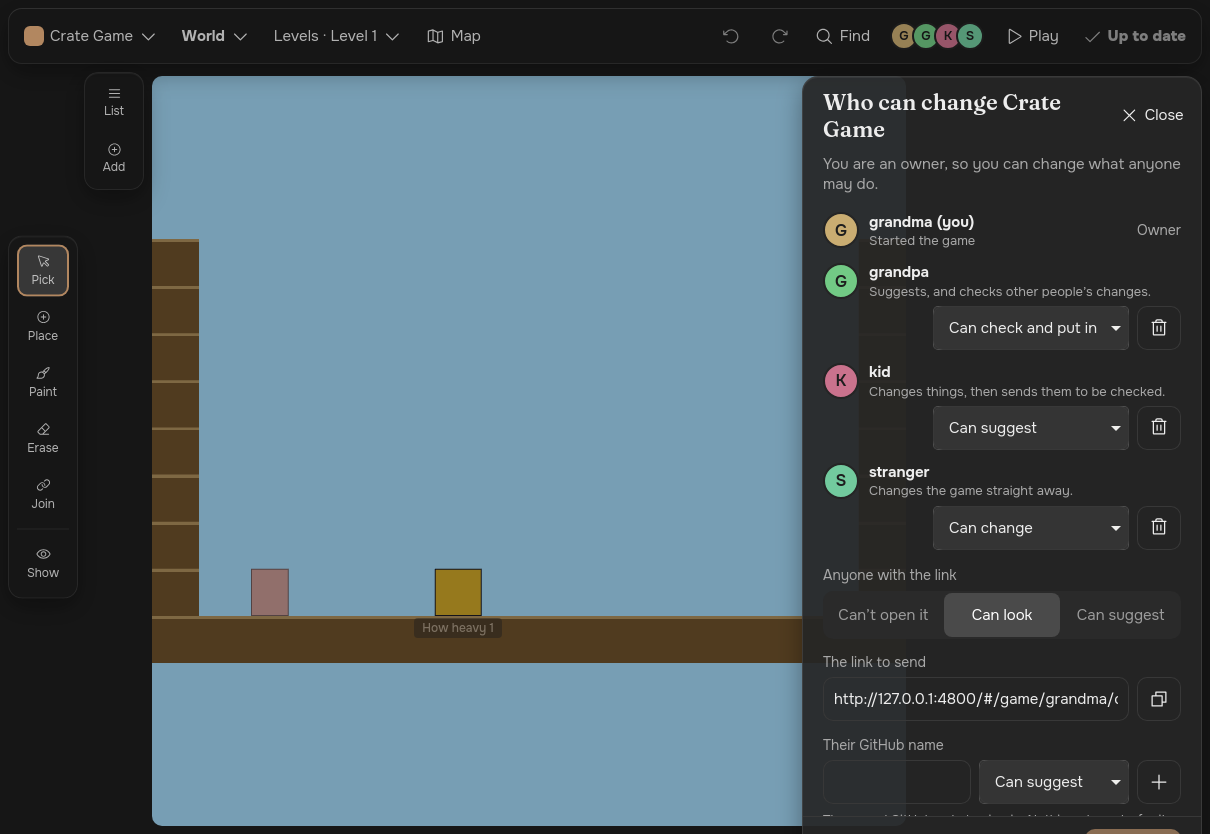 Crate Game
World
Levels · Level 1
Map
Find
G
G
K
S
Play
Up to date
List
Add
Pick
Place
Paint
Erase
Join
Show
How heavy 1
Who can change Crate
Game
Close
You are an owner, so you can change what anyone
may do.
G
grandma (you)
Started the game
Owner
G
grandpa
Suggests, and checks other people's changes.
Can check and put in
K
kid
Changes things, then sends them to be checked.
Can suggest
S
stranger
Changes the game straight away.
Can change
Anyone with the link
Can't open it
Can look
Can suggest
The link to send
http://127.0.0.1:4800/#/game/grandma/
Their GitHub name
Can suggest